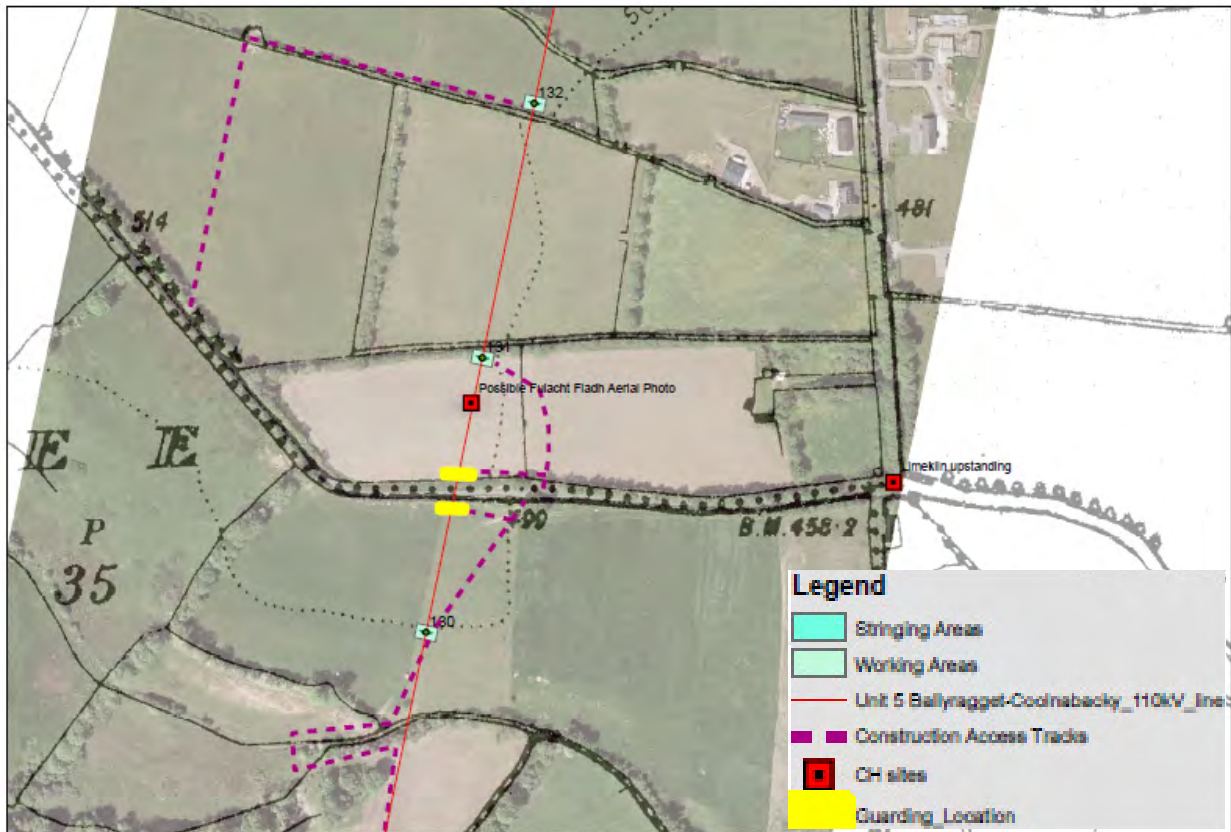 132
481
514
131
Possible Fulacht Fiadh Aerial Photo
E E
Limekiln upstanding
499
B.M.458·2
P
35
130
Legend
Stringing Areas
Working Areas
Unit 5 Ballyragget-Coolnabacky_110kV_line
Construction Access Tracks
CH sites
Guarding_Location